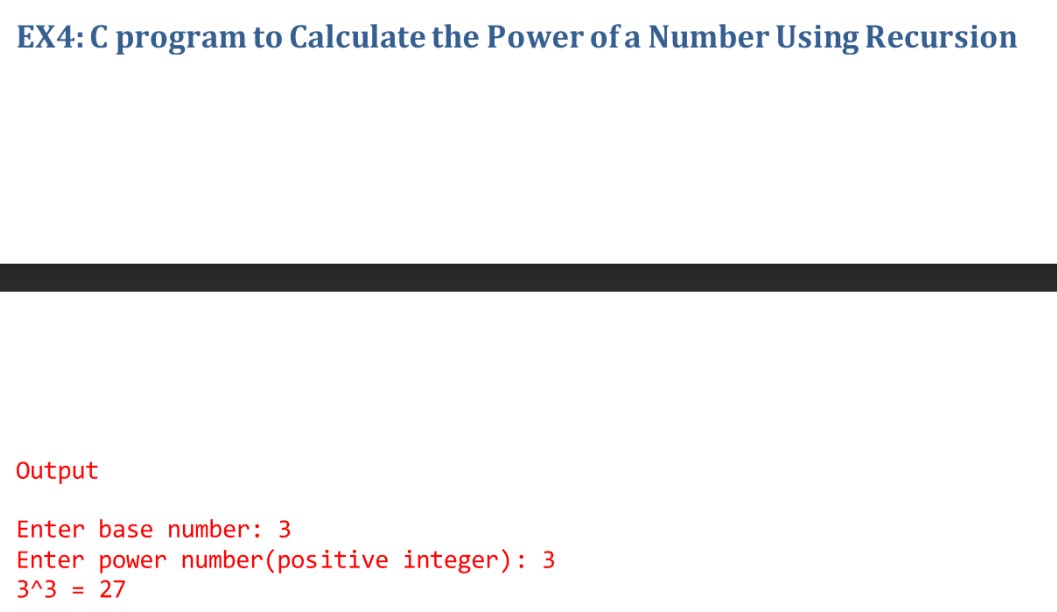 EX4: C program to Calculate the Power of a Number Using Recursion
Output
Enter base number: 3
Enter power number(positive integer): 3
3^3 = 27